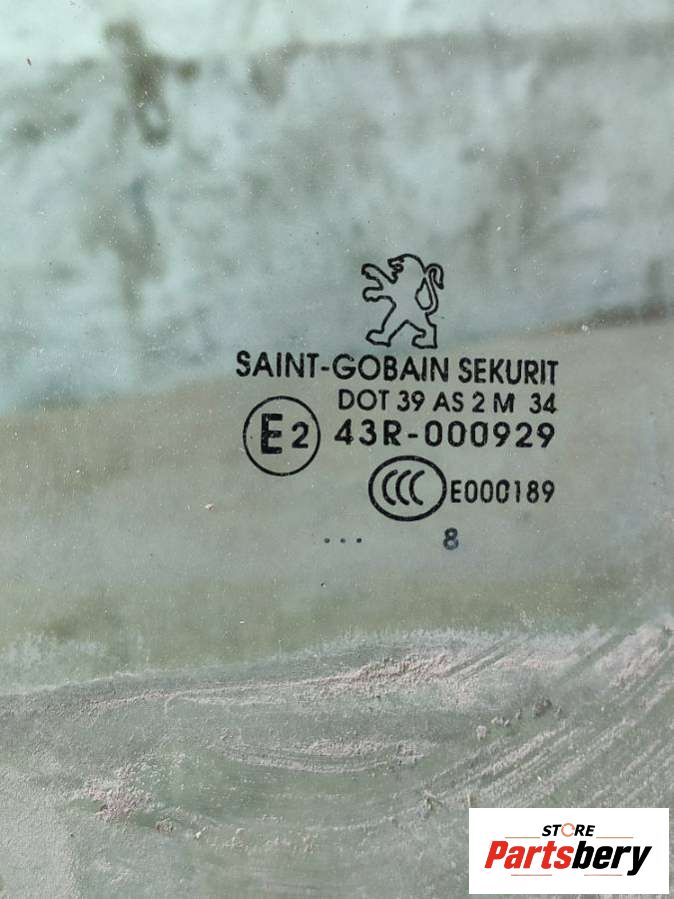 SAINT-GOBAIN SEKURIT
DOT 39 AS 2 M 34
E2 43R-000929
CCC E000189
... 8
STORE
Partsbery